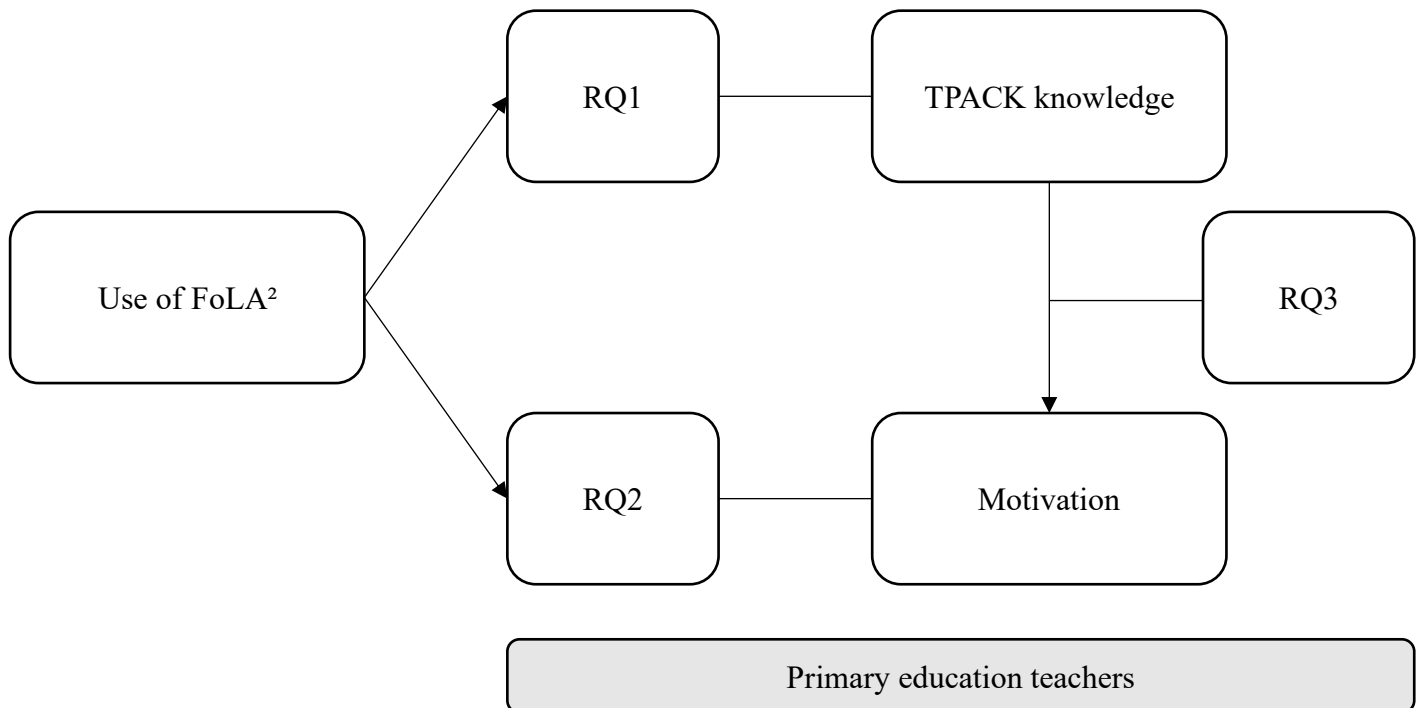 RQ1
TPACK knowledge
Use of FoLA²
RQ3
RQ2
Motivation
Primary education teachers